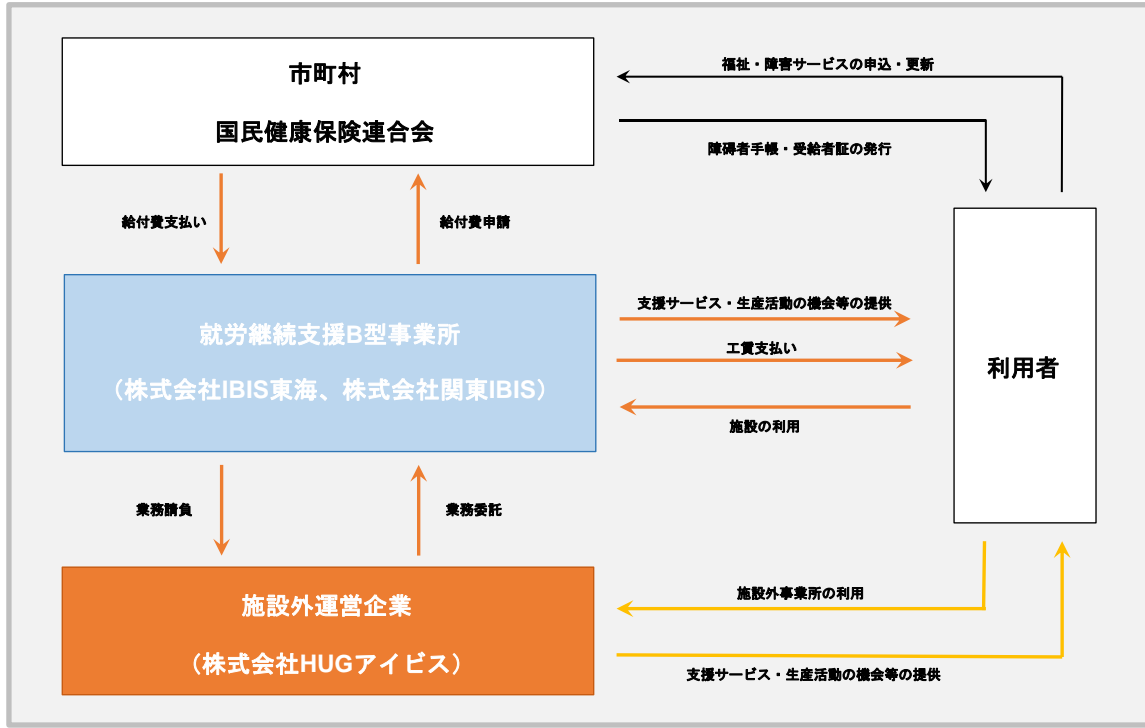 市町村
国民健康保険連合会
福祉・障害サービスの申込・更新
障碍者手帳・受給者証の発行
給付費支払い
給付費申請
就労継続支援B型事業所
（株式会社IBIS東海、株式会社関東IBIS）
支援サービス・生産活動の機会等の提供
工賃支払い
施設の利用
利用者
業務請負
業務委託
施設外運営企業
（株式会社HUGアイビス）
施設外事業所の利用
支援サービス・生産活動の機会等の提供